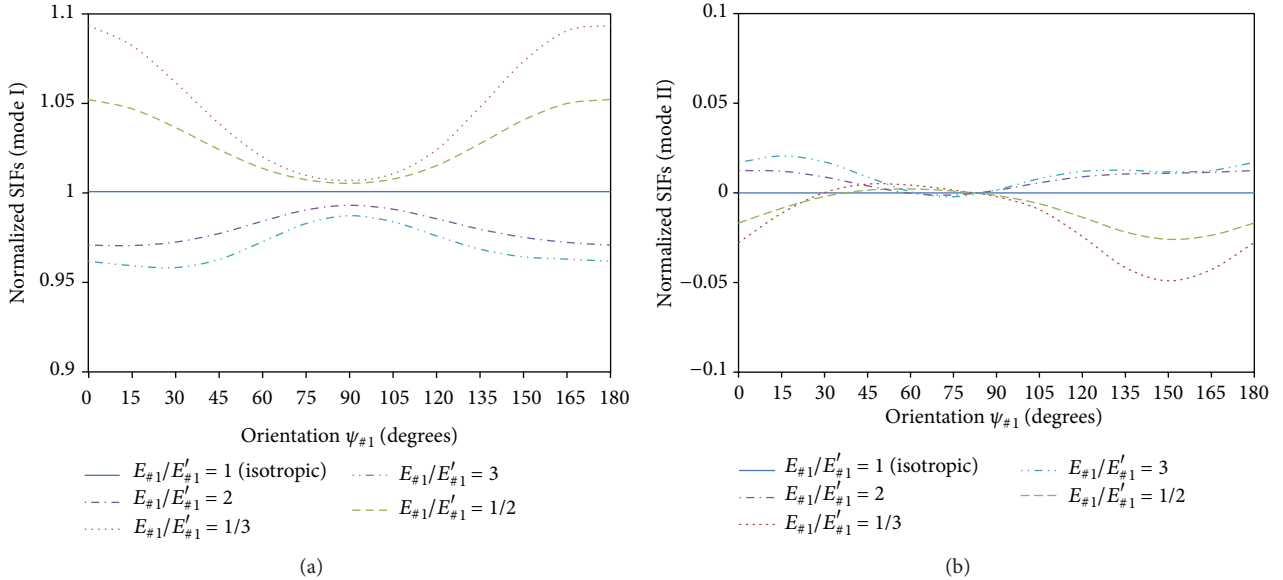 1.1
1.05
1
0.95
0.9
Normalized SIFs (mode I)
0 15 30 45 60 75 90 105 120 135 150 165 180
Orientation ψ#1 (degrees)
E#1/E′#1 = 1 (isotropic)
E#1/E′#1 = 2
E#1/E′#1 = 1/3
E#1/E′#1 = 3
E#1/E′#1 = 1/2
(a)
0.1
0.05
0
−0.05
−0.1
Normalized SIFs (mode II)
0 15 30 45 60 75 90 105 120 135 150 165 180
Orientation ψ#1 (degrees)
E#1/E′#1 = 1 (isotropic)
E#1/E′#1 = 2
E#1/E′#1 = 1/3
E#1/E′#1 = 3
E#1/E′#1 = 1/2
(b)